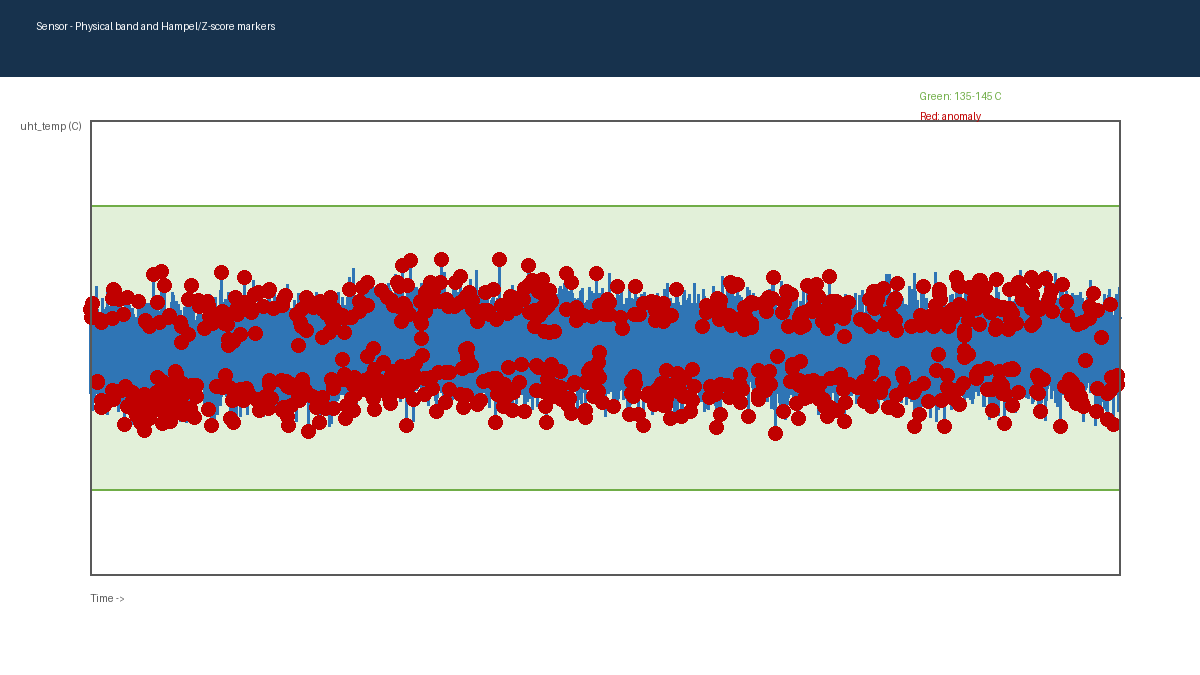 Sensor - Physical band and Hampel/Z-score markers
Green: 135-145 C
Red: anomaly
uht_temp (C)
Time ->